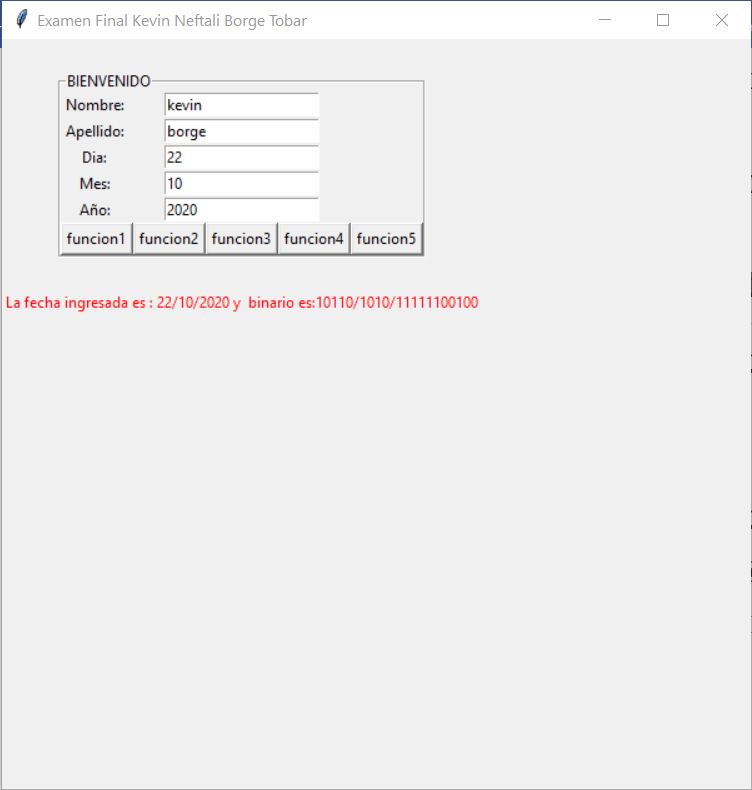 Examen Final Kevin Neftali Borge Tobar
BIENVENIDO
Nombre: kevin
Apellido: borge
Dia: 22
Mes: 10
Año: 2020
funcion1 funcion2 funcion3 funcion4 funcion5
La fecha ingresada es : 22/10/2020 y  binario es:10110/1010/11111100100